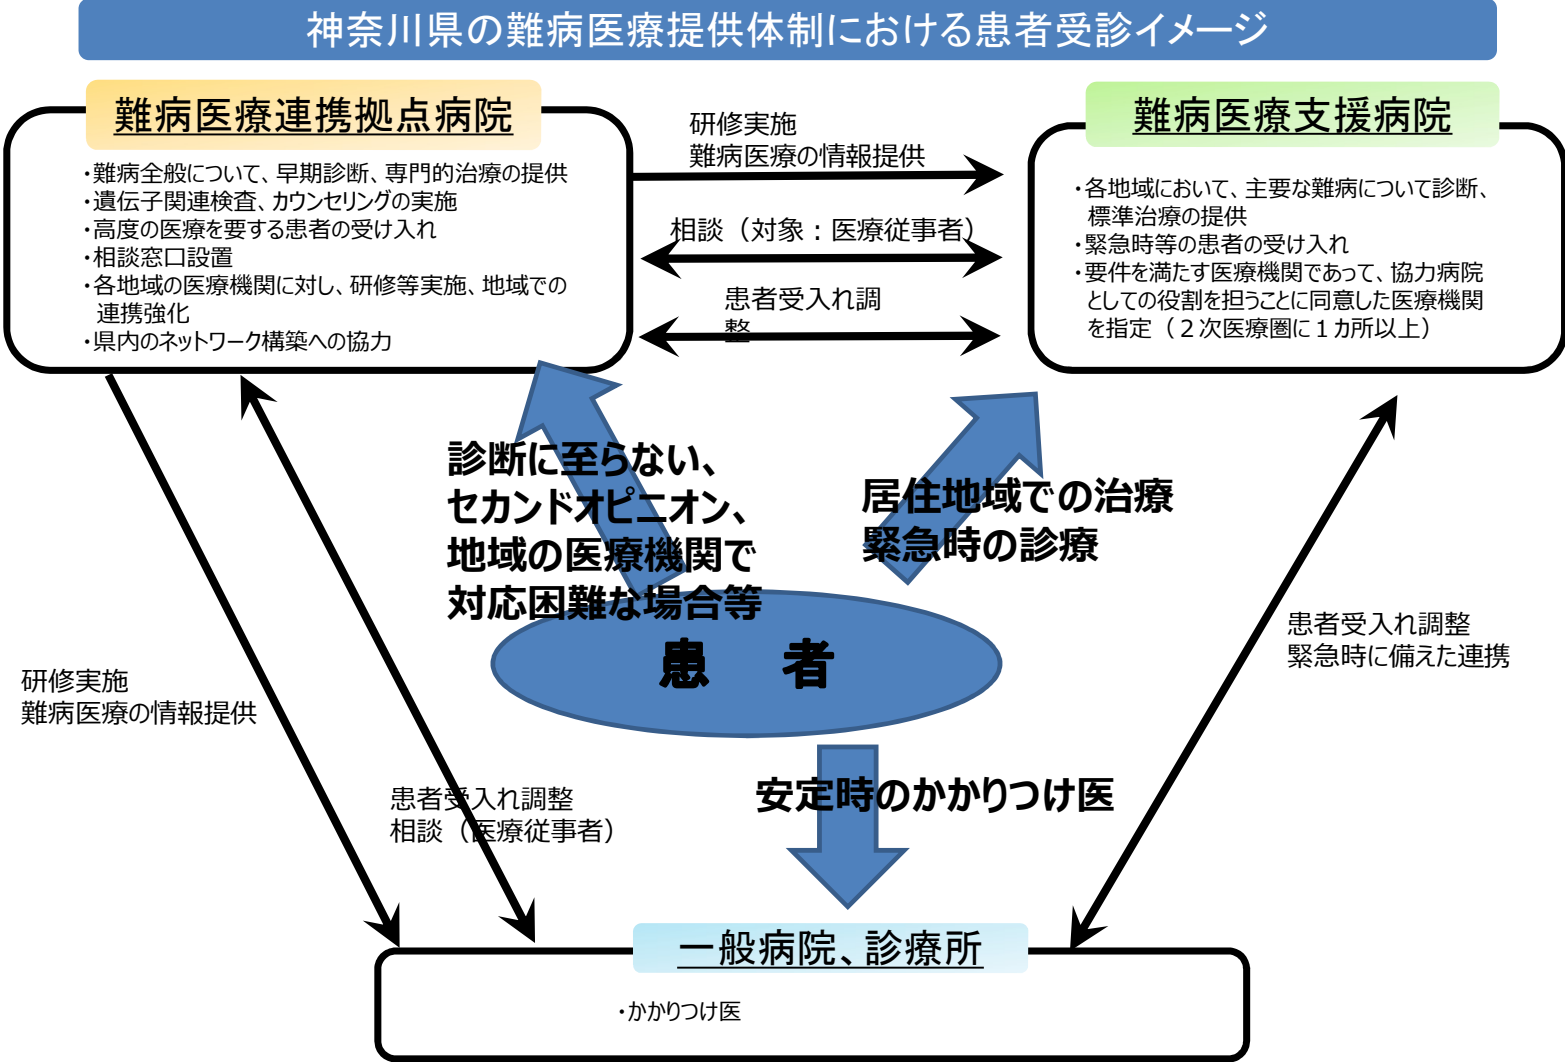 神奈川県の難病医療提供体制における患者受診イメージ
難病医療連携拠点病院
・難病全般について、早期診断、専門的治療の提供
・遺伝子関連検査、カウンセリングの実施
・高度の医療を要する患者の受け入れ
・相談窓口設置
・各地域の医療機関に対し、研修等実施、地域での
連携強化
・県内のネットワーク構築への協力
研修実施
難病医療の情報提供
相談（対象：医療従事者）
患者受入れ調
整
難病医療支援病院
・各地域において、主要な難病について診断、
標準治療の提供
・緊急時等の患者の受け入れ
・要件を満たす医療機関であって、協力病院
としての役割を担うことに同意した医療機関
を指定（２次医療圏に１カ所以上）
診断に至らない、
セカンドオピニオン、
地域の医療機関で
対応困難な場合等
居住地域での治療
緊急時の診療
患　者
研修実施
難病医療の情報提供
患者受入れ調整
相談（医療従事者）
安定時のかかりつけ医
患者受入れ調整
緊急時に備えた連携
一般病院、診療所
・かかりつけ医